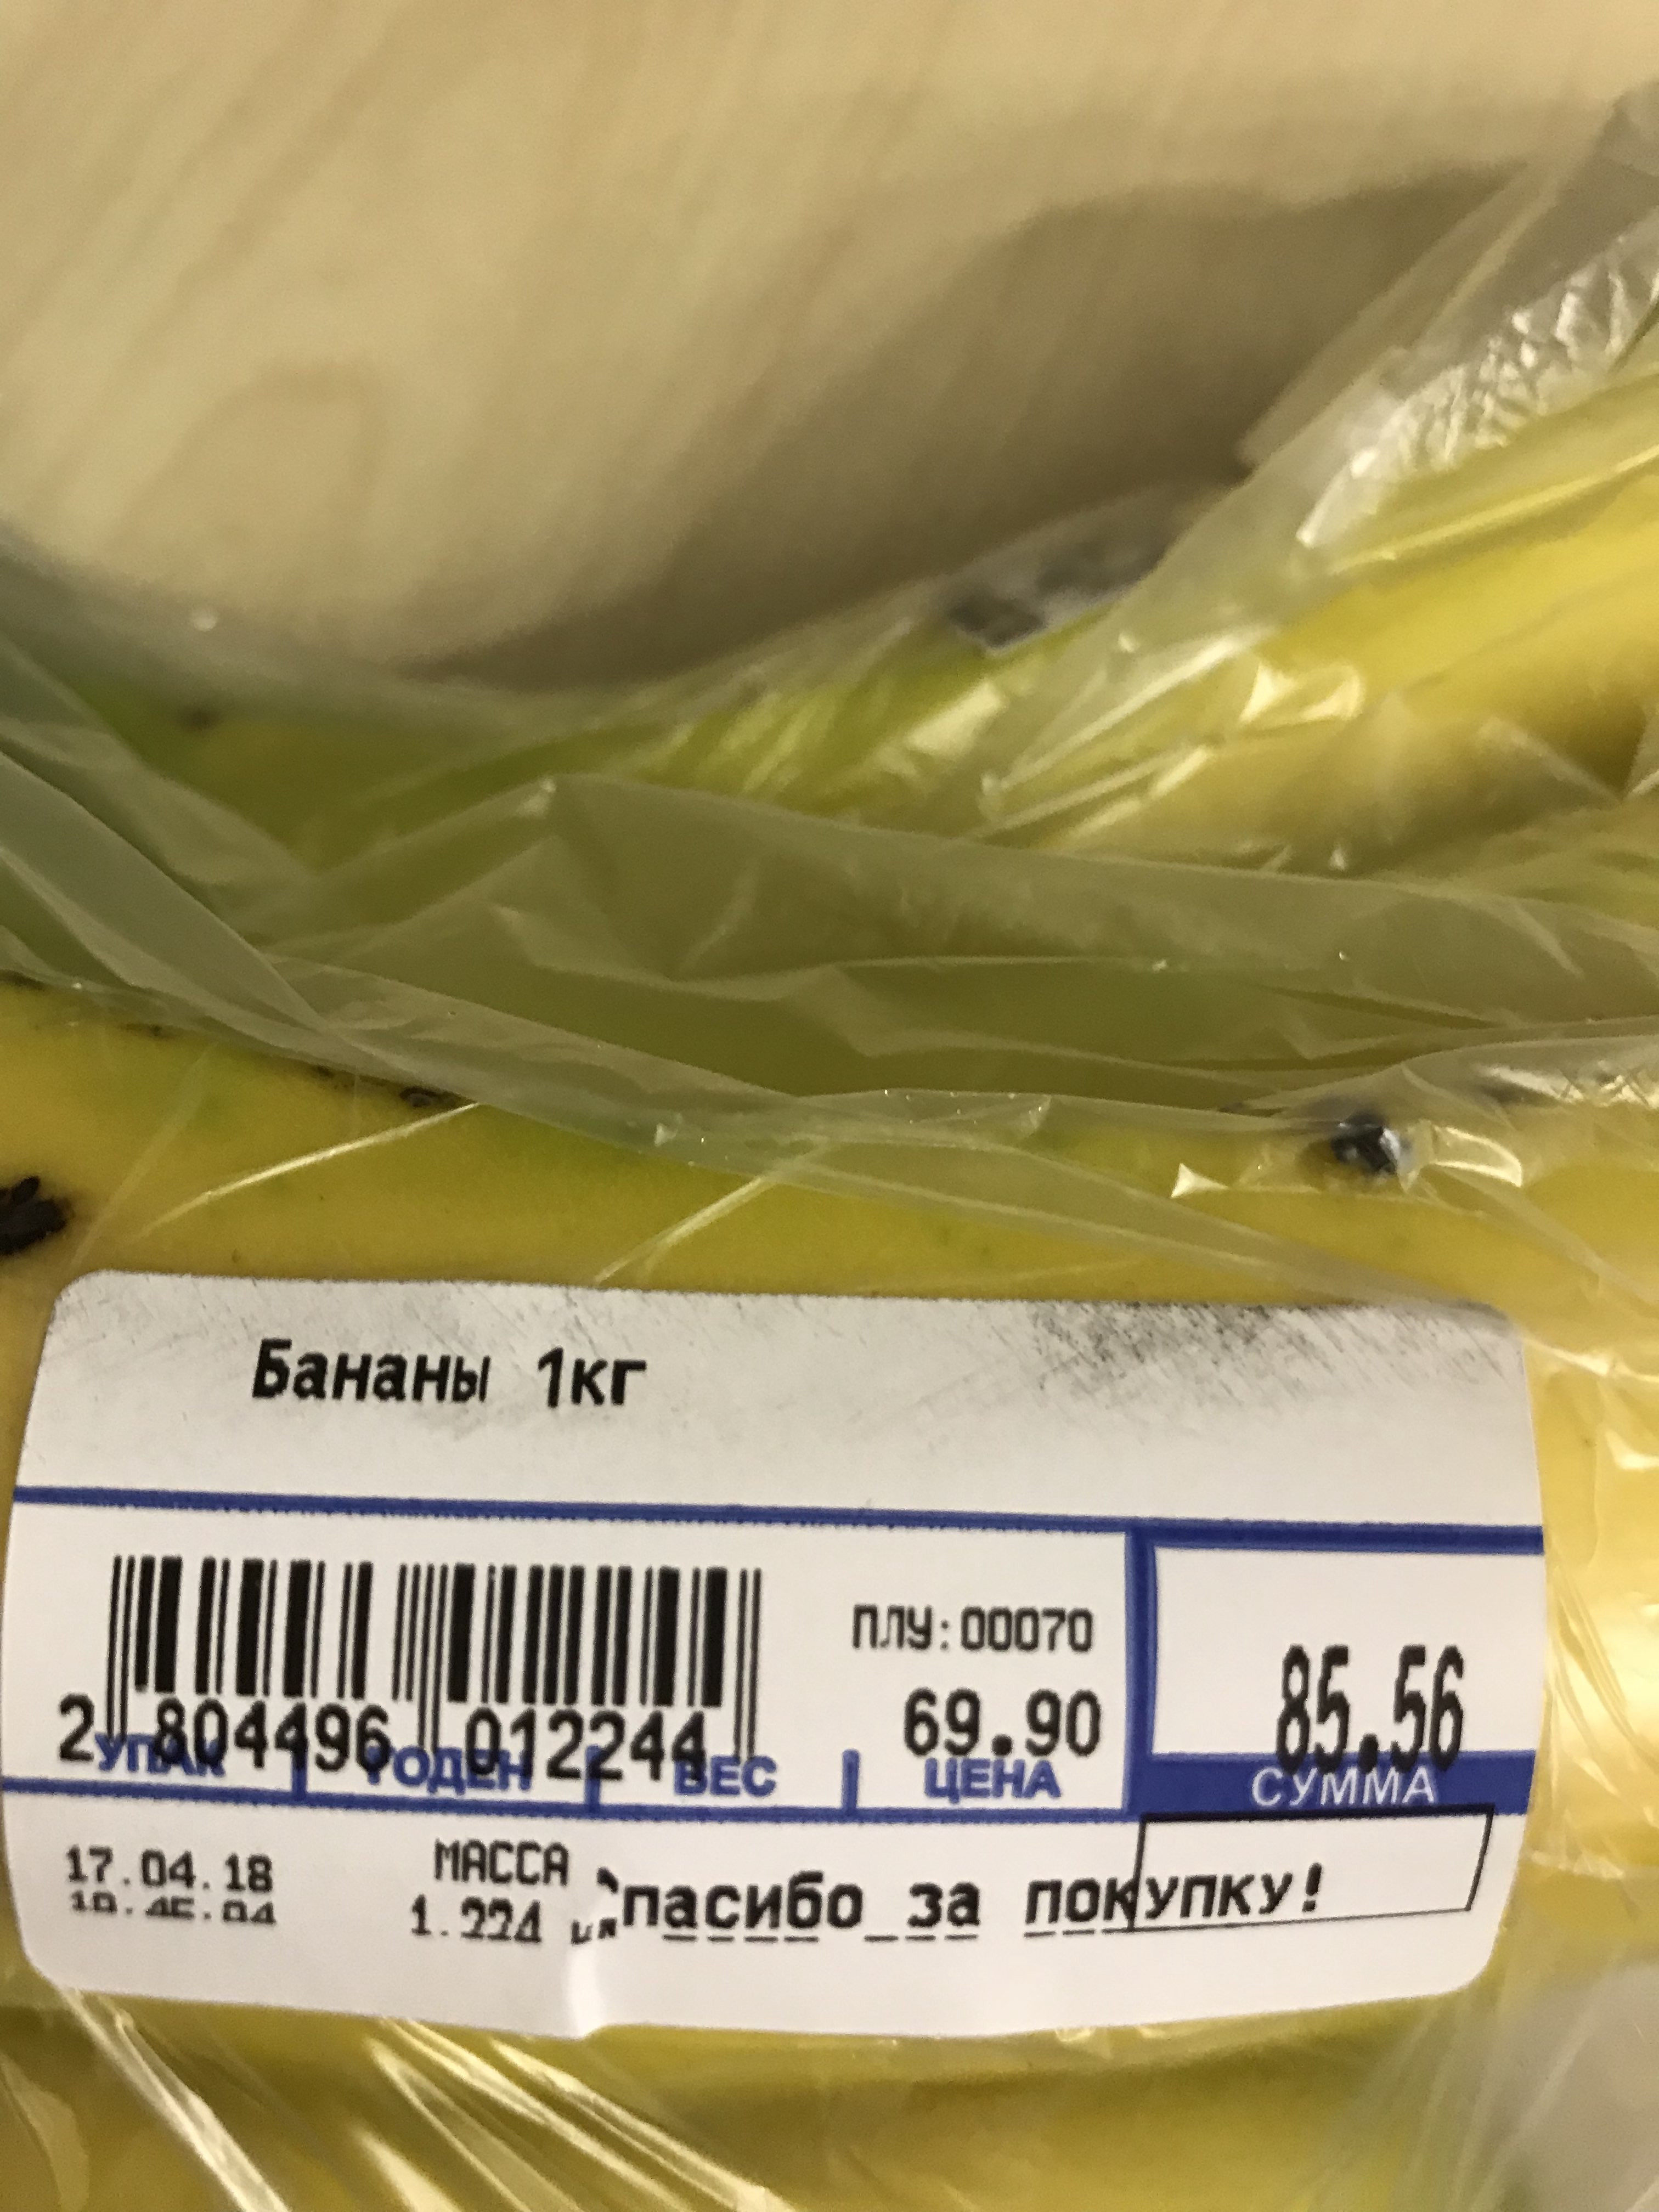 Бананы 1кг
ПЛУ:00070
69.90
85.56
2 804496 012244
УПАК ГОДЕН ВЕС ЦЕНА СУММА
17.04.18 МАССА Спасибо за покупку!
1.224 кг